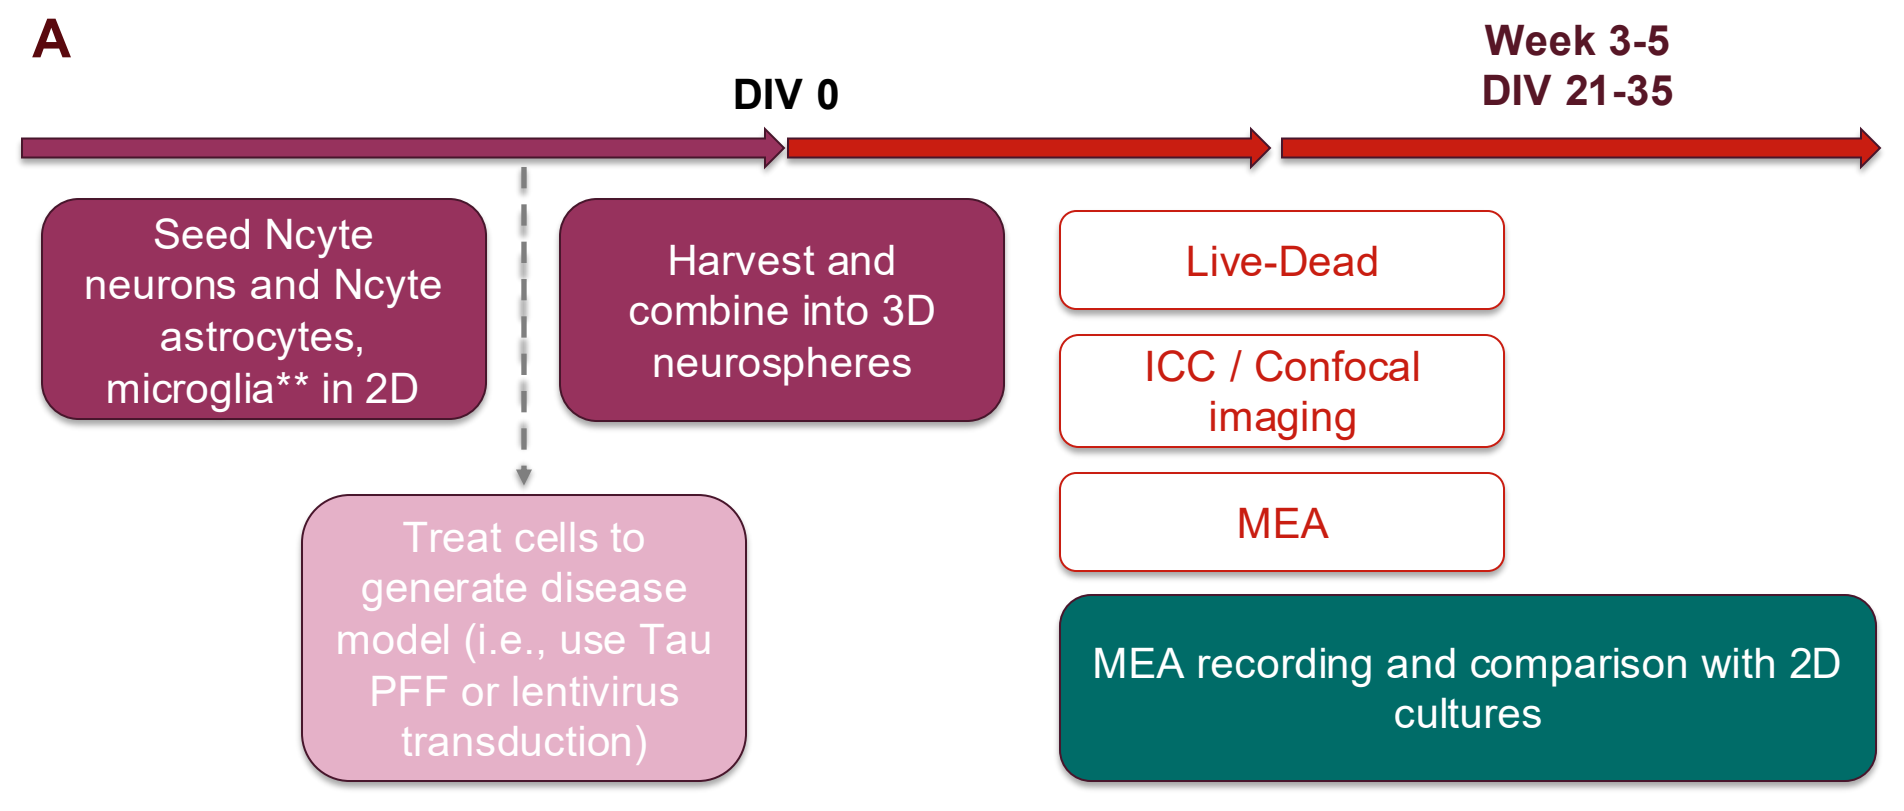 A
DIV 0
Week 3-5
DIV 21-35
Seed Ncyte
neurons and Ncyte
astrocytes,
microglia** in 2D
Harvest and
combine into 3D
neurospheres
Treat cells to
generate disease
model (i.e., use Tau
PFF or lentivirus
transduction)
Live-Dead
ICC / Confocal
imaging
MEA
MEA recording and comparison with 2D
cultures